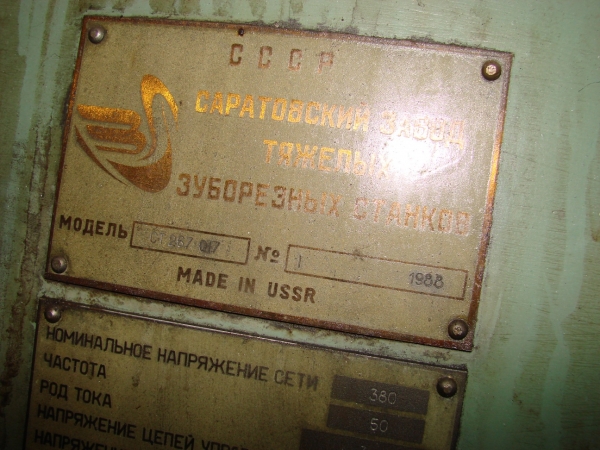 СССР
САРАТОВСКИЙ ЗАВОД
ТЯЖЕЛЫХ
ЗУБОРЕЗНЫХ СТАНКОВ
МОДЕЛЬ № 1 1988
MADE IN USSR
НОМИНАЛЬНОЕ НАПРЯЖЕНИЕ СЕТИ 380
ЧАСТОТА 50
РОД ТОКА
НАПРЯЖЕНИЕ ЦЕПЕЙ